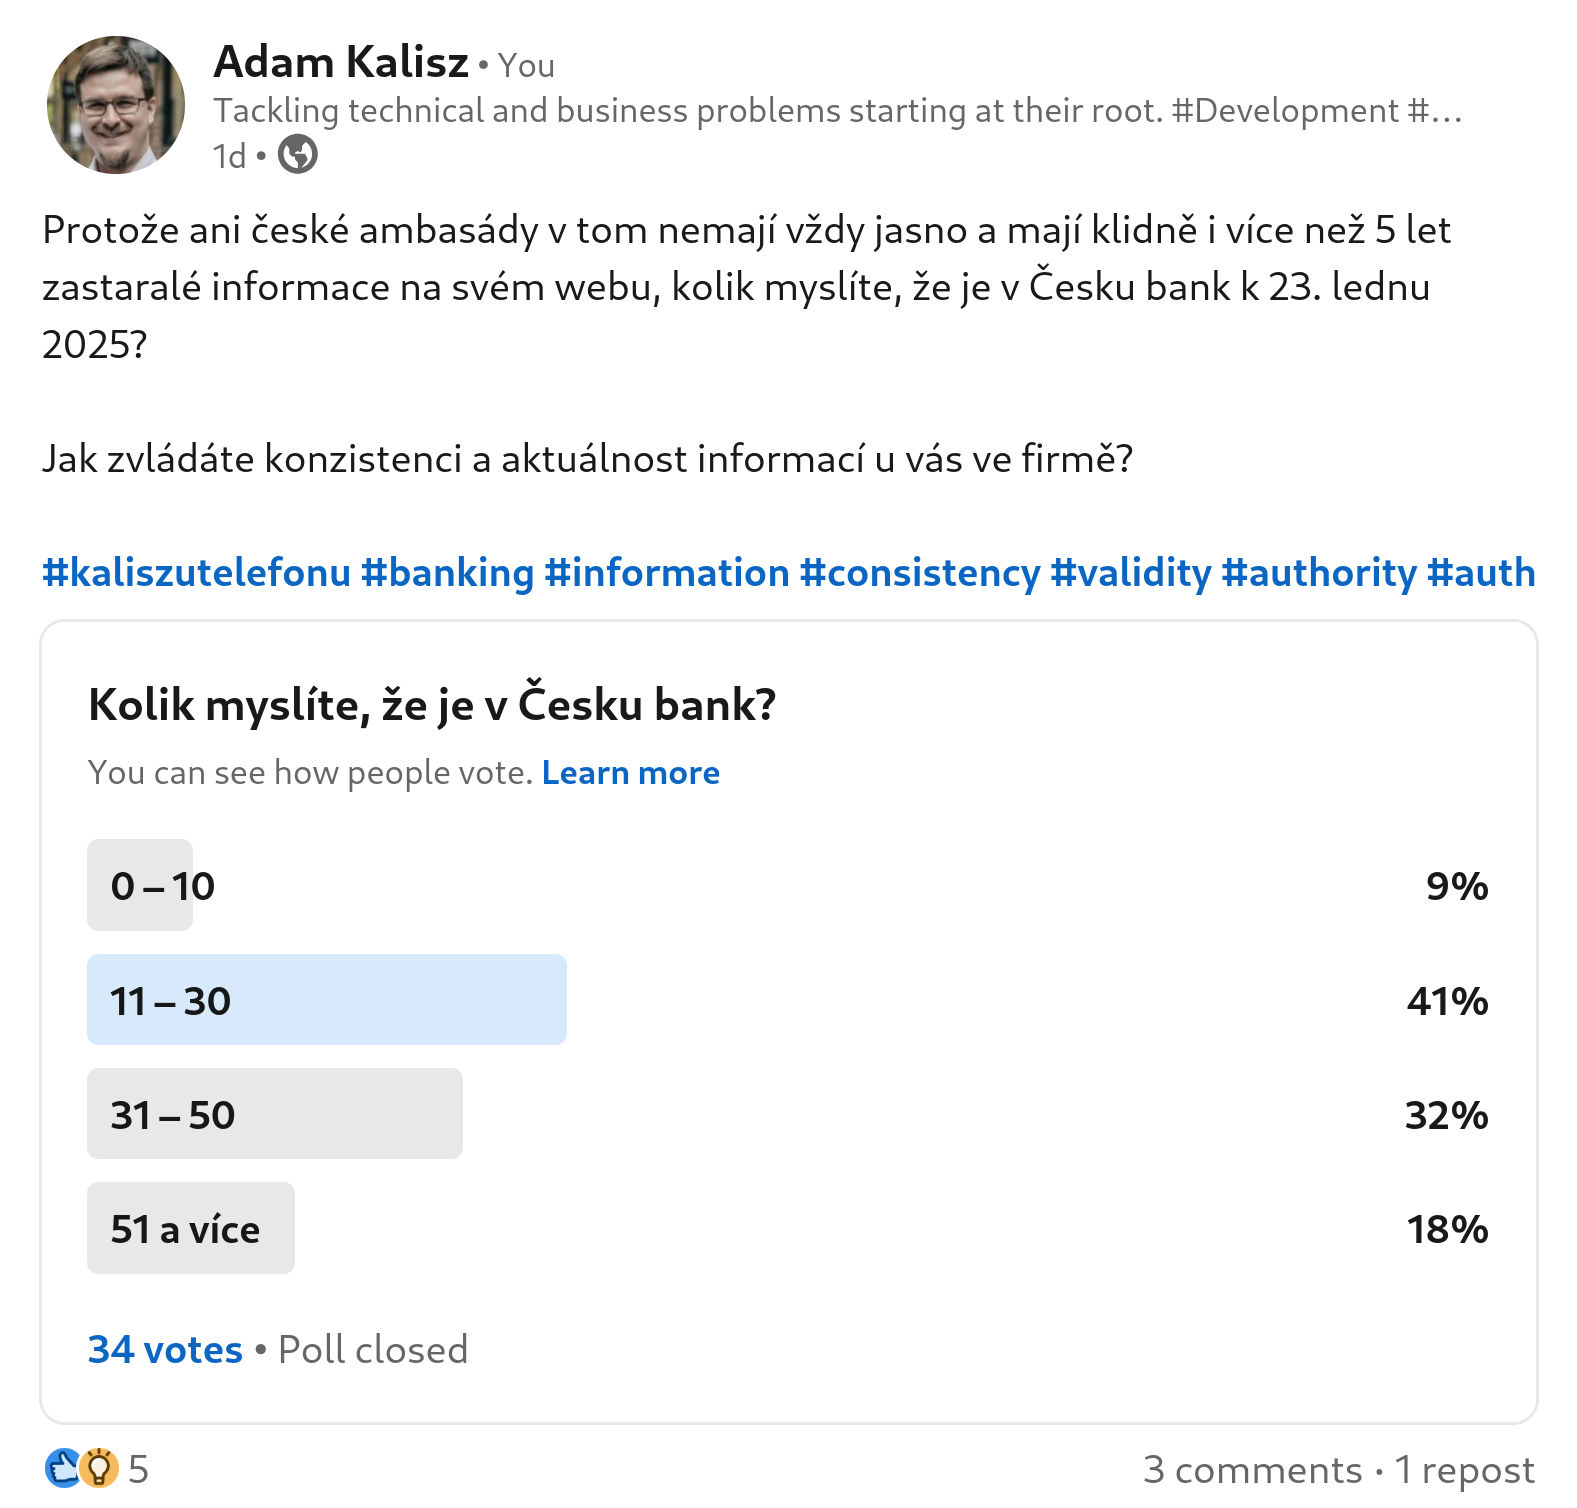 Adam Kalisz • You
Tackling technical and business problems starting at their root. #Development #…
1d •
Protože ani české ambasády v tom nemají vždy jasno a mají klidně i více než 5 let
zastaralé informace na svém webu, kolik myslíte, že je v Česku bank k 23. lednu
2025?
Jak zvládáte konzistenci a aktuálnost informací u vás ve firmě?
#kaliszutelefonu #banking #information #consistency #validity #authority #auth
Kolik myslíte, že je v Česku bank?
You can see how people vote. Learn more
0 – 10 9%
11 – 30 41%
31 – 50 32%
51 a více 18%
34 votes • Poll closed
5 3 comments • 1 repost